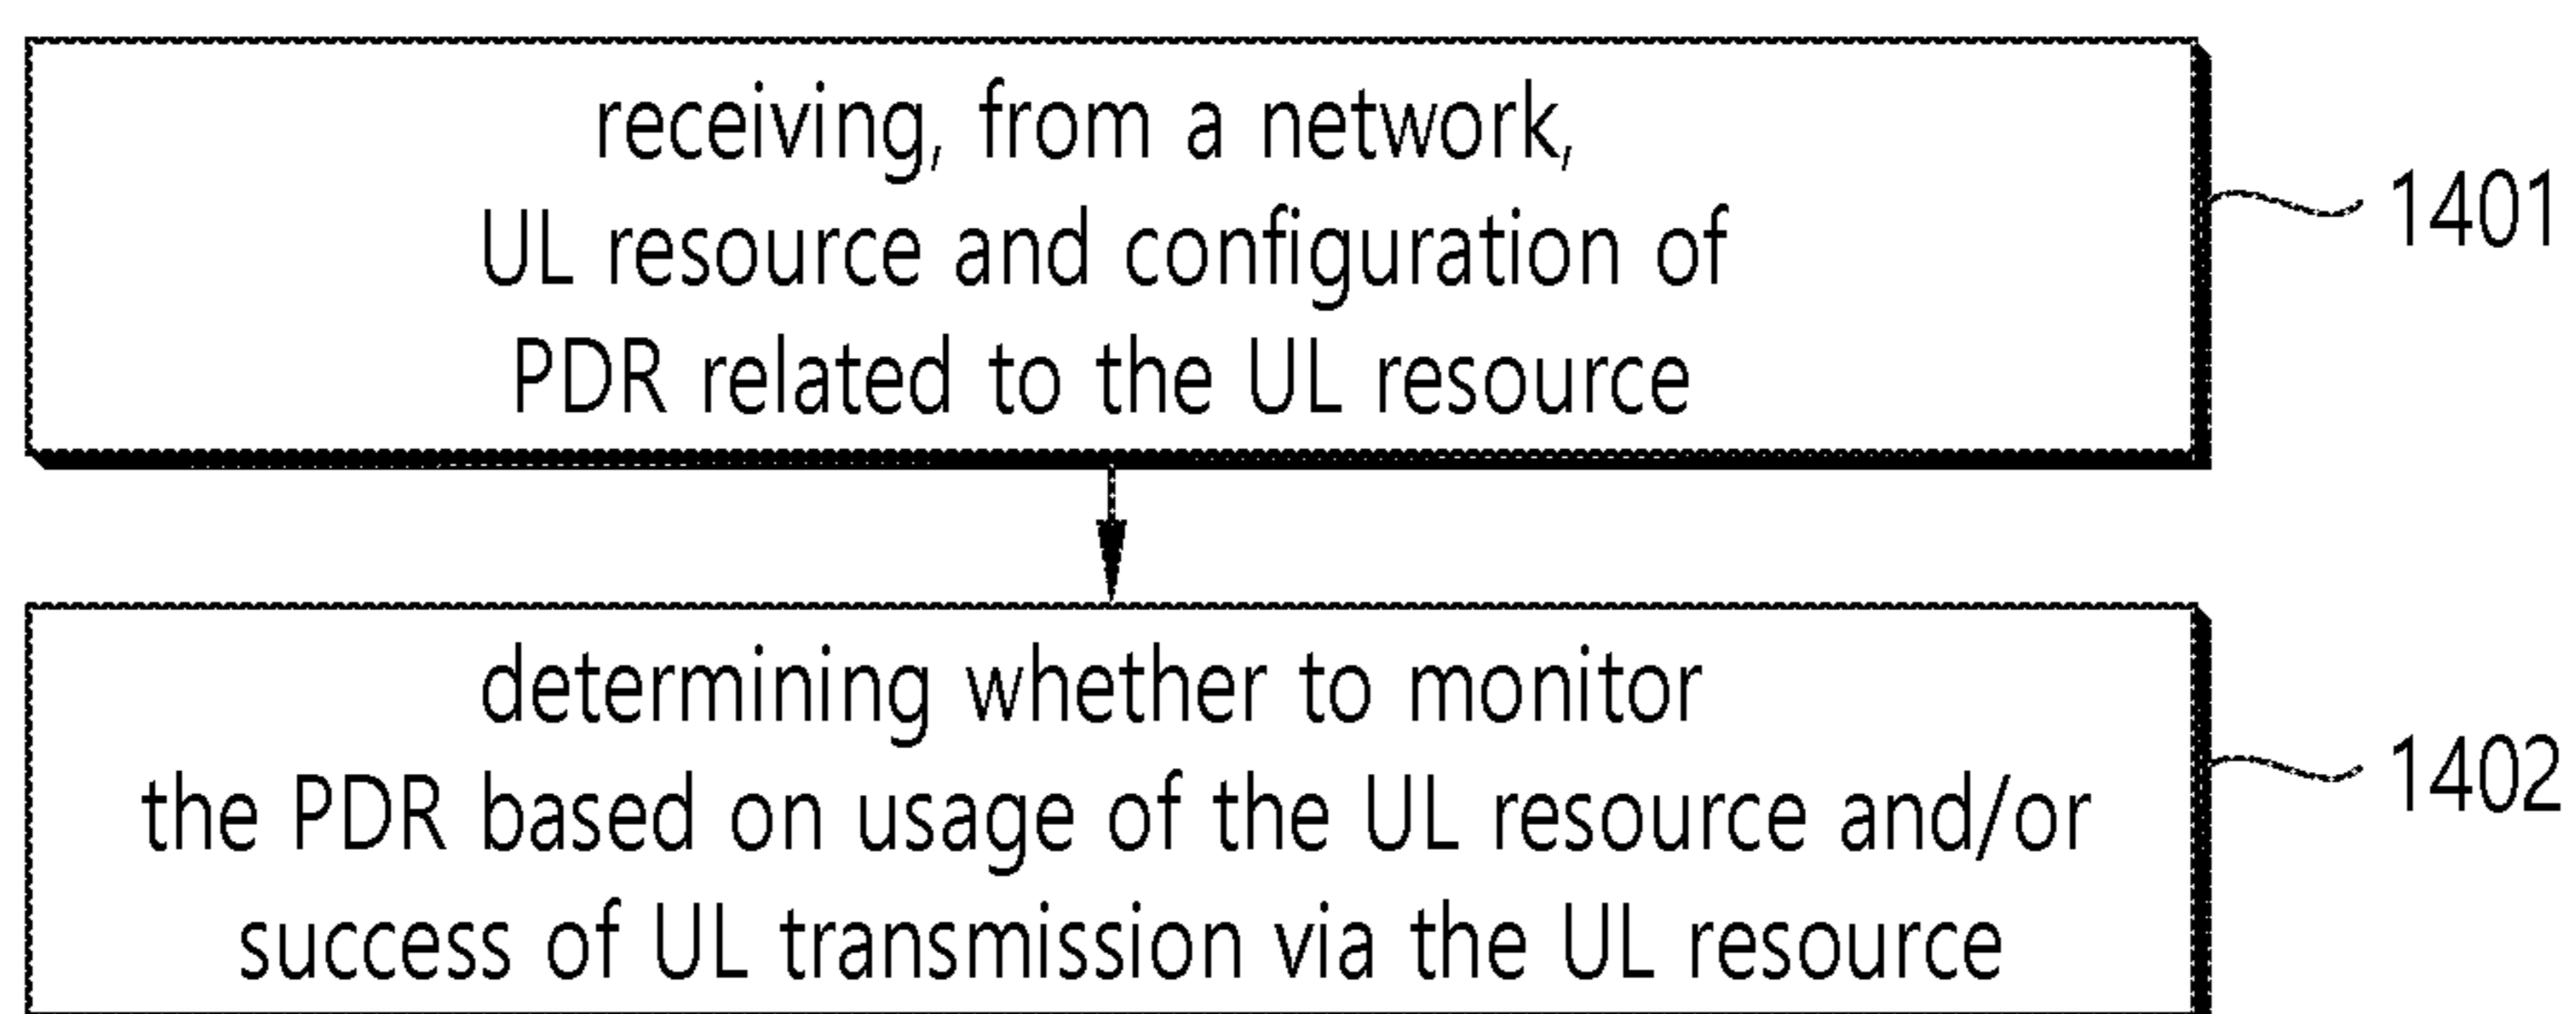 receiving, from a network,
UL resource and configuration of
PDR related to the UL resource
1401
determining whether to monitor
the PDR based on usage of the UL resource and/or
success of UL transmission via the UL resource
1402